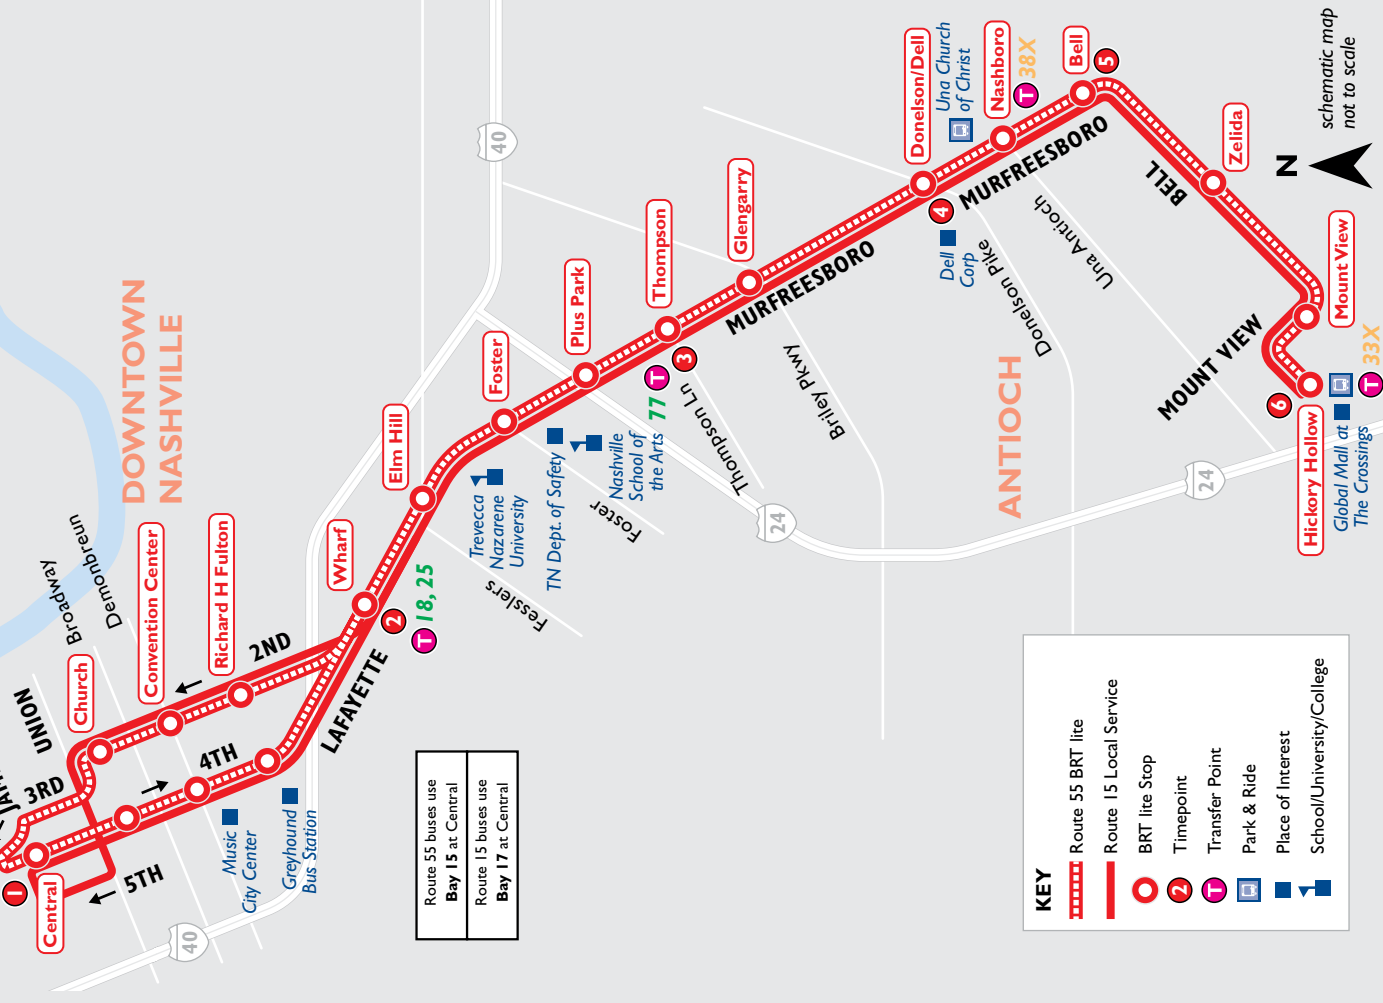 DOWNTOWN
NASHVILLE
ANTIOCH
UNION
Broadway
Demonbreun
3RD
5TH
4TH
2ND
LAFAYETTE
1
Central
Church
Convention Center
Richard H Fulton
Wharf
Elm Hill
Foster
Plus Park
Thompson
Glengarry
Donelson/Dell
Nashboro
Bell
Zelida
Mount View
Hickory Hollow
Music
City Center
Greyhound
Bus Station
40
40
2
T
18, 25
Trevecca
Nazarene
University
TN Dept. of Safety
Nashville
School of
the Arts
Fesslers
Foster
77
T
3
Thompson Ln
Briley Pkwy
MURFREESBORO
MURFREESBORO
Una Church
of Christ
T
38X
4
Dell
Corp
Donelson Pike
Una Antioch
5
BELL
MOUNT VIEW
6
Global Mall at
The Crossings
T
33X
24
24
N
schematic map
not to scale
Route 55 buses use
Bay 15 at Central
Route 15 buses use
Bay 17 at Central
KEY
Route 55 BRT lite
Route 15 Local Service
BRT lite Stop
2
Timepoint
T
Transfer Point
Park & Ride
Place of Interest
School/University/College